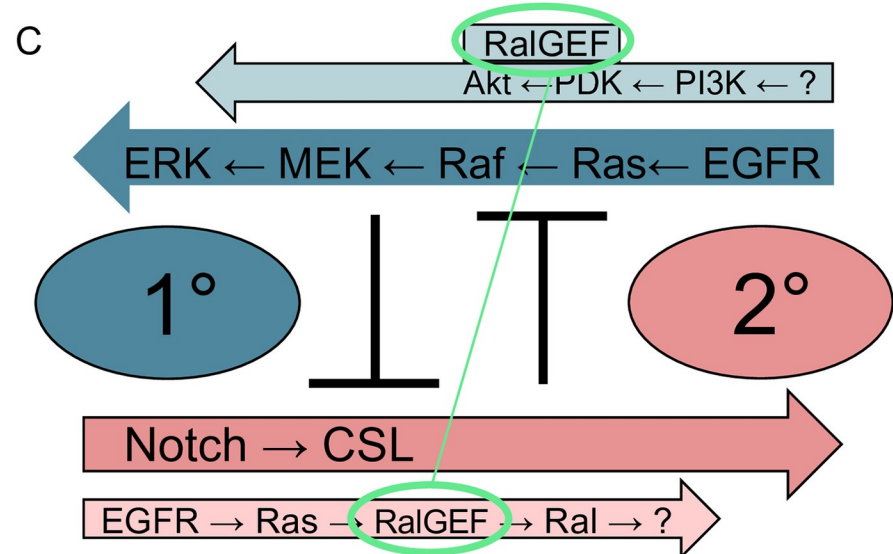 C
RalGEF
Akt ← PDK ← PI3K ← ?
ERK ← MEK ← Raf ← Ras ← EGFR
1° 2°
Notch → CSL
EGFR → Ras → RalGEF → Ral → ?